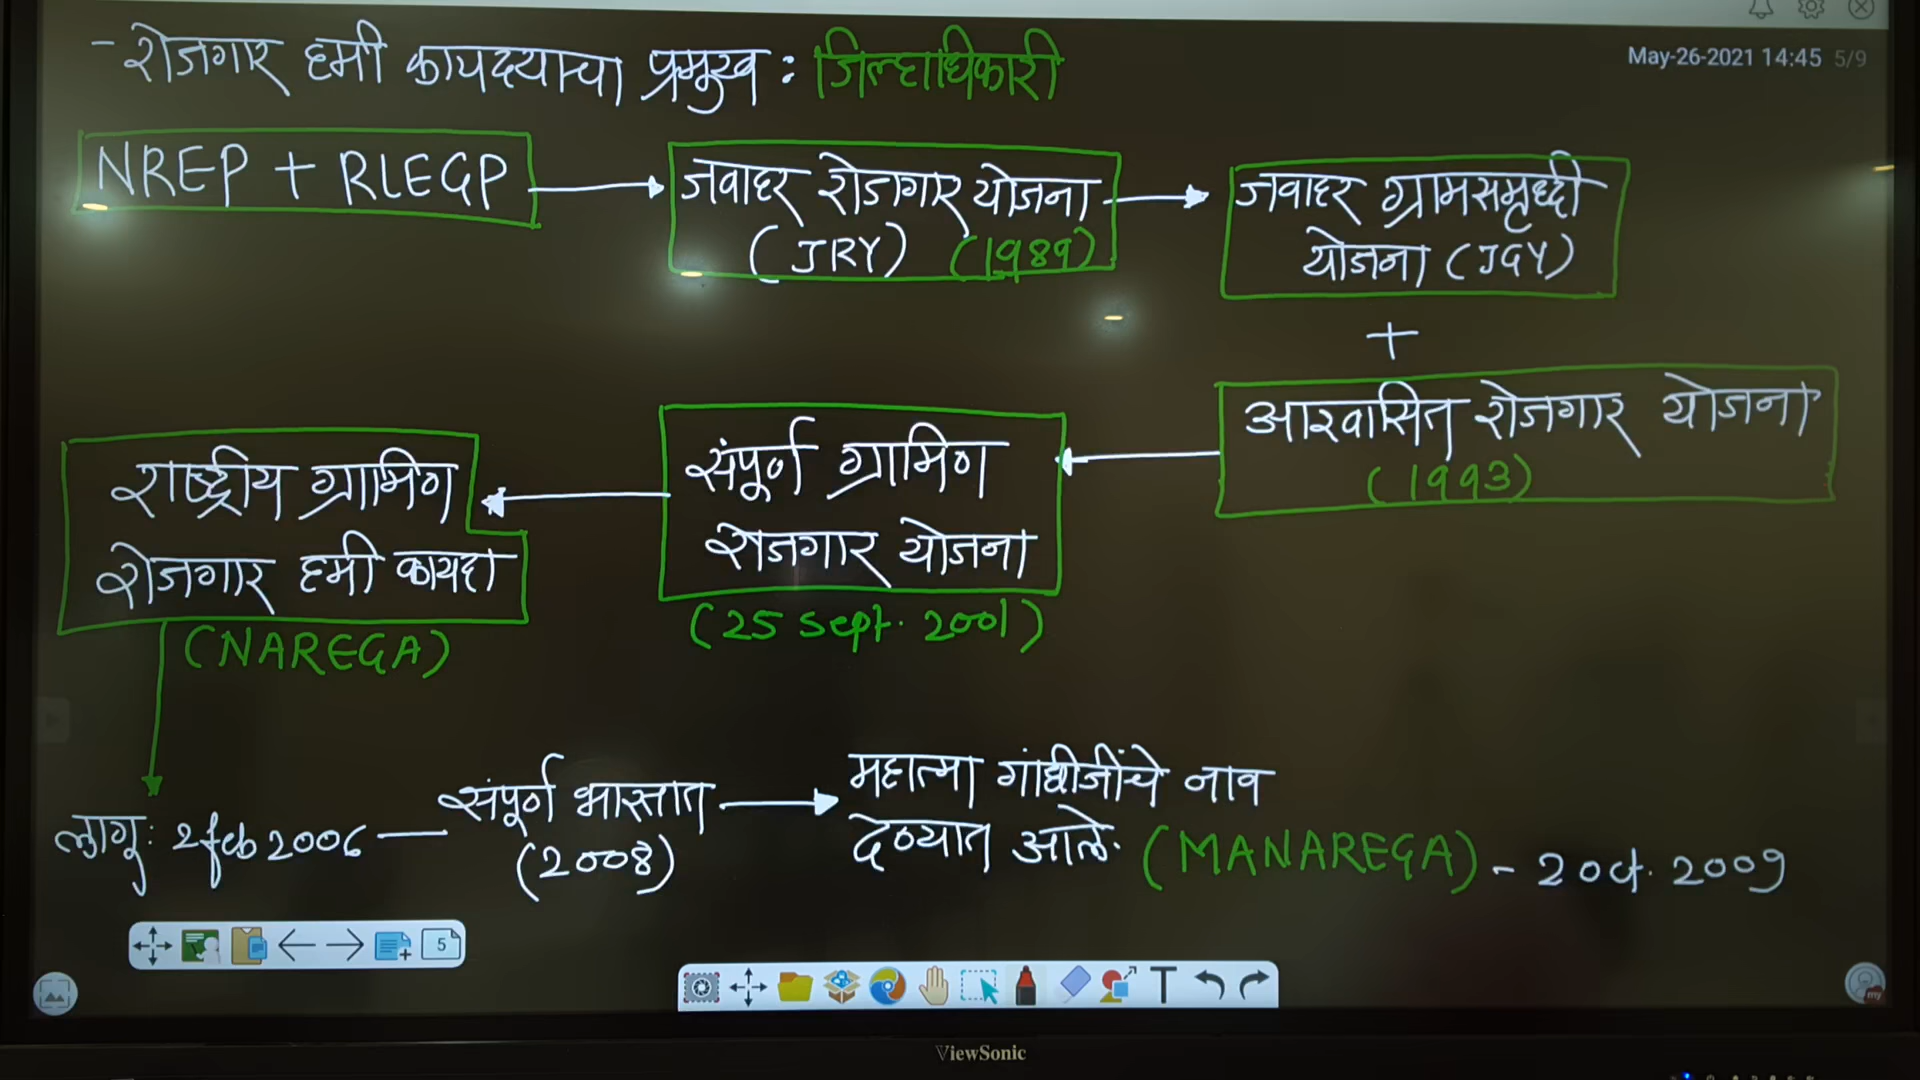 May-26-2021 14:45 5/9
- रोजगार हमी कायद्याचा प्रमुख : जिल्हाधिकारी
NREP + RLEGP
जवाहर रोजगार योजना
(JRY) (1989)
जवाहर ग्रामसमृध्दी
योजना (JGY)
+
आश्वासित रोजगार योजना
(1993)
संपूर्ण ग्रामिण
रोजगार योजना
(25 Sept. 2001)
राष्ट्रीय ग्रामिण
रोजगार हमी कायदा
(NAREGA)
लागू : 2 feb 2006 — संपूर्ण भारतात
(2008)
महात्मा गांधीजींचे नाव
देण्यात आले. (MANAREGA) - 2 oct. 2009
5
T
my
ViewSonic